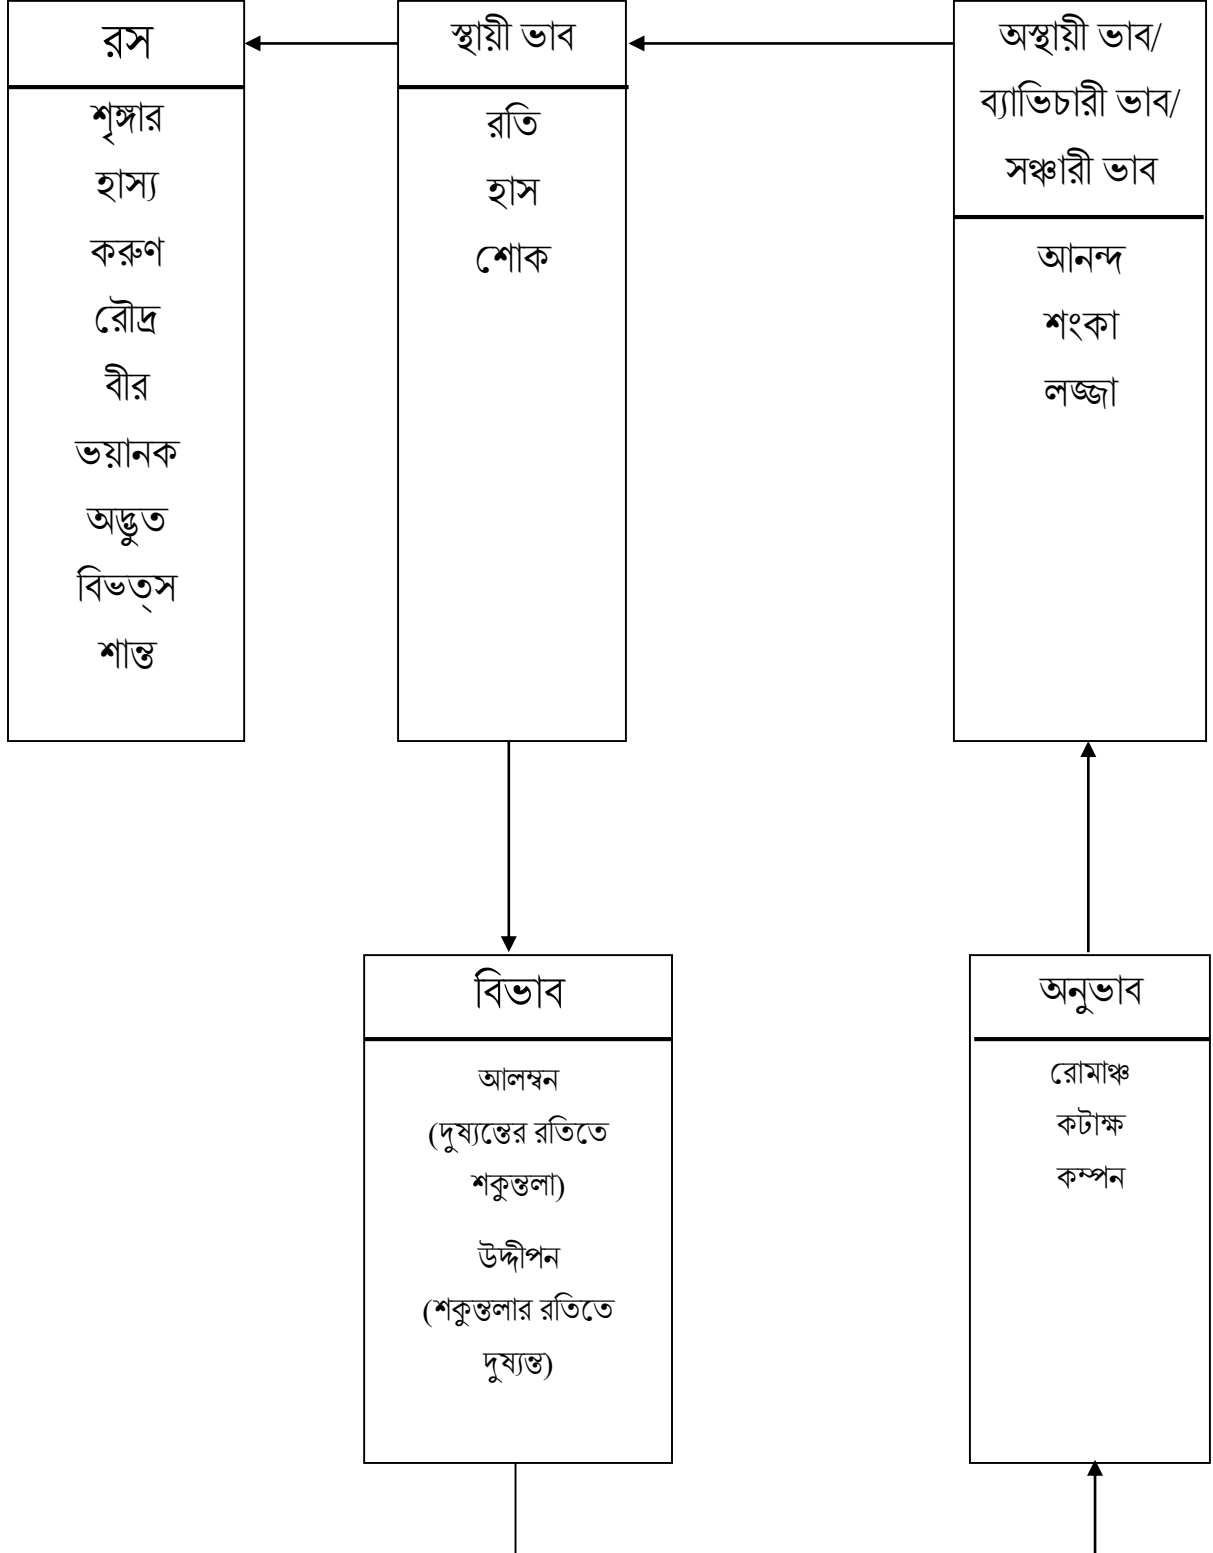 রস
শৃঙ্গার
হাস্য
করুণ
রৌদ্র
বীর
ভয়ানক
অদ্ভুত
বিভত্‌স
শান্ত
স্থায়ী ভাব
রতি
হাস
শোক
অস্থায়ী ভাব/
ব্যাভিচারী ভাব/
সঞ্চারী ভাব
আনন্দ
শংকা
লজ্জা
বিভাব
আলম্বন
(দুষ্যন্তের রতিতে
শকুন্তলা)
উদ্দীপন
(শকুন্তলার রতিতে
দুষ্যন্ত)
অনুভাব
রোমাঞ্চ
কটাক্ষ
কম্পন